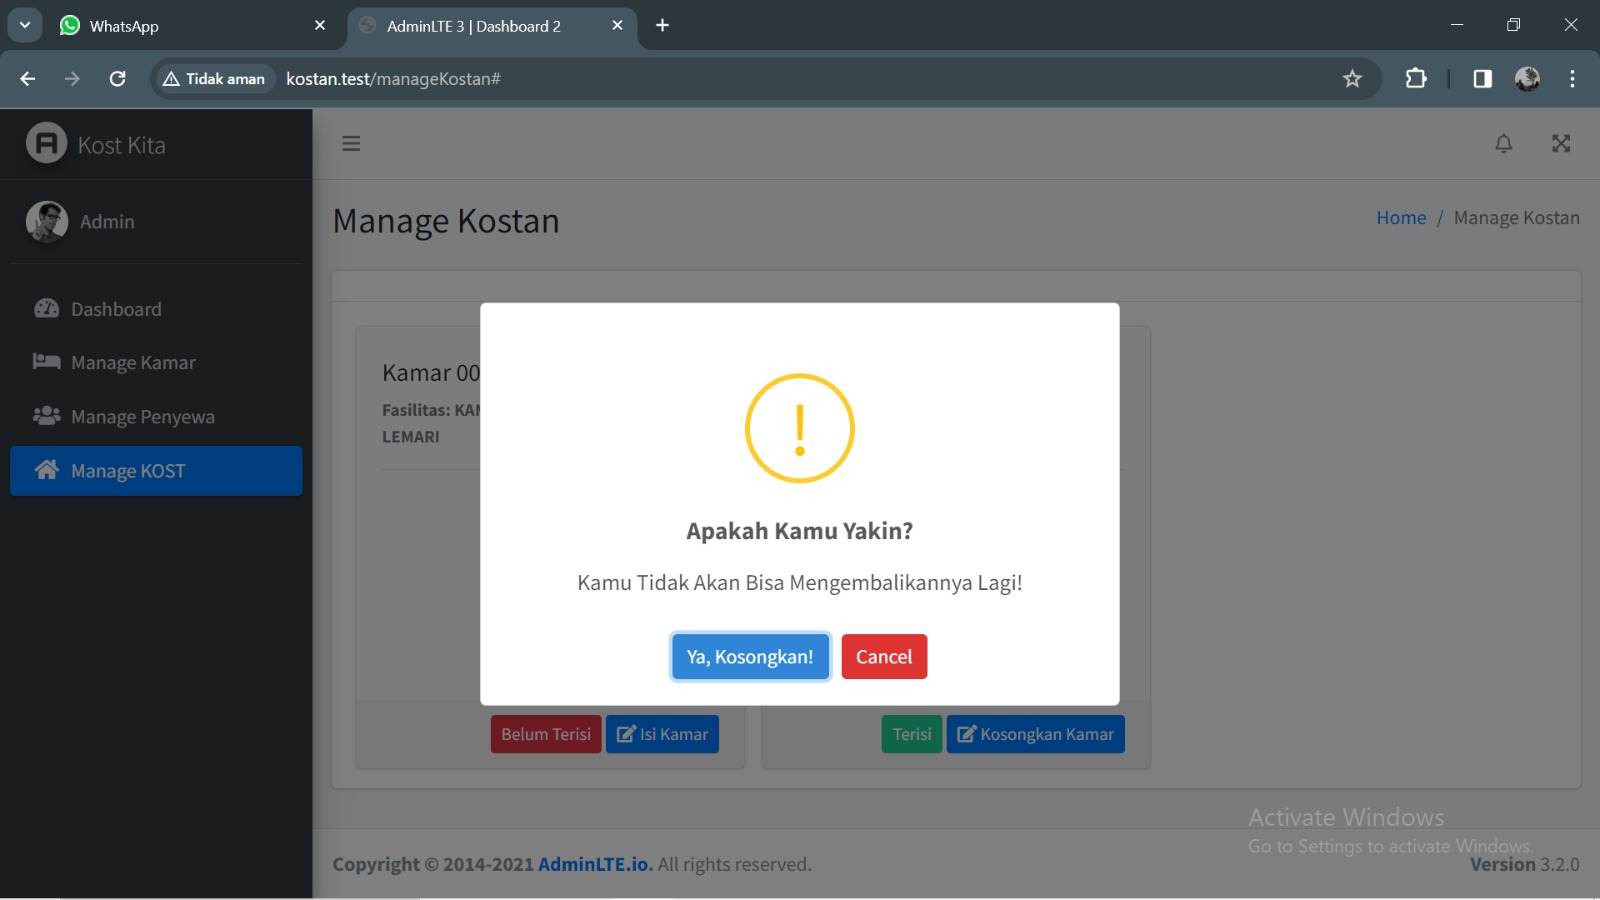 WhatsApp
AdminLTE 3 | Dashboard 2
Tidak aman
kostan.test/manageKostan#
Kost Kita
Admin
Manage Kostan
Home / Manage Kostan
Dashboard
Manage Kamar
Manage Penyewa
Manage KOST
Kamar 00
Fasilitas:
LEMARI
Apakah Kamu Yakin?
Kamu Tidak Akan Bisa Mengembalikannya Lagi!
Ya, Kosongkan! Cancel
Belum Terisi Isi Kamar
Terisi Kosongkan Kamar
Activate Windows
Go to Settings to activate Windows.
Copyright © 2014-2021 AdminLTE.io. All rights reserved.
Version 3.2.0